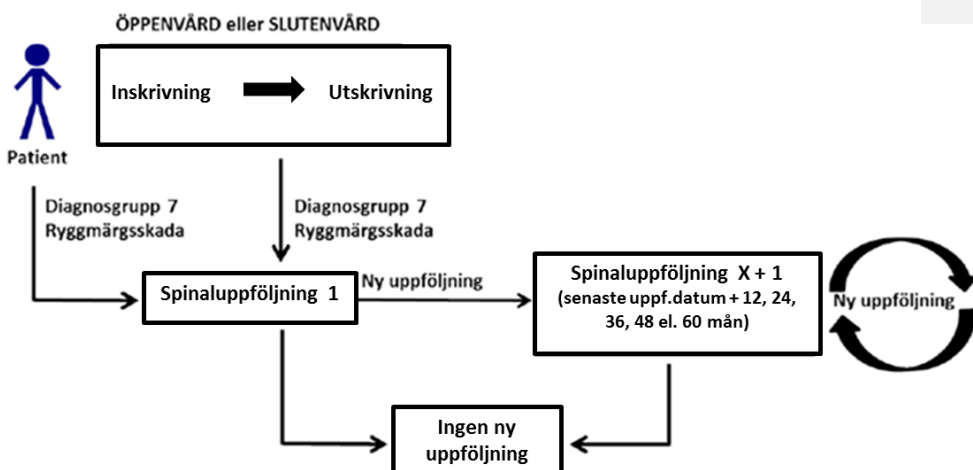 ÖPPENVÅRD eller SLUTENVÅRD
Inskrivning
Utskrivning
Patient
Diagnosgrupp 7
Ryggmärgsskada
Diagnosgrupp 7
Ryggmärgsskada
Spinaluppföljning 1
Ny uppföljning
Spinaluppföljning X + 1
(senaste uppf.datum + 12, 24,
36, 48 el. 60 mån)
Ny uppföljning
Ingen ny
uppföljning